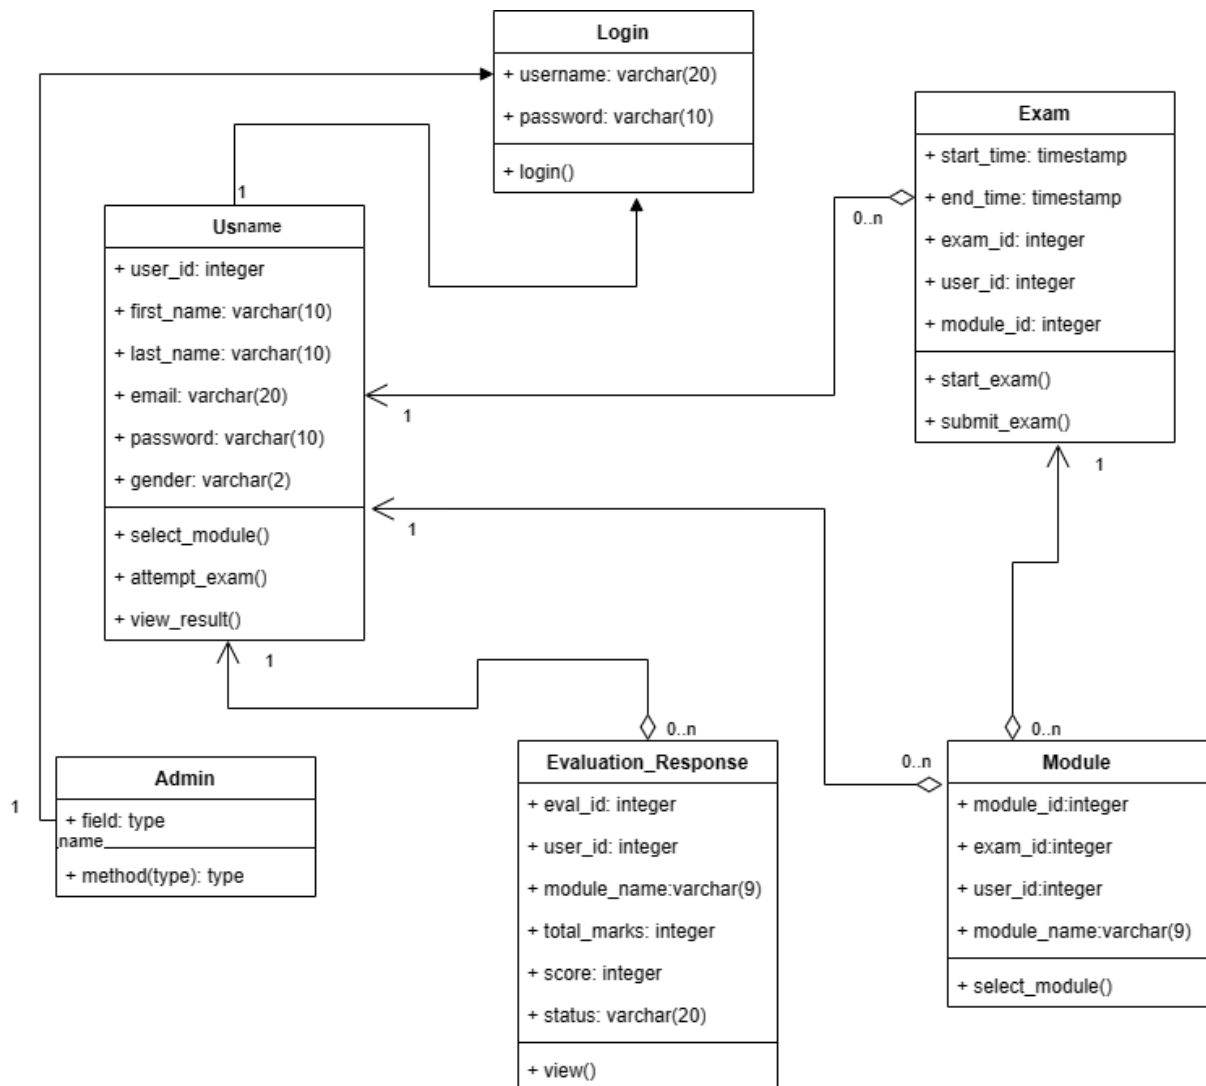 Login
+ username: varchar(20)
+ password: varchar(10)
+ login()
Exam
+ start_time: timestamp
+ end_time: timestamp
+ exam_id: integer
+ user_id: integer
+ module_id: integer
+ start_exam()
+ submit_exam()
1
0..n
1
1
Usname
+ user_id: integer
+ first_name: varchar(10)
+ last_name: varchar(10)
+ email: varchar(20)
+ password: varchar(10)
+ gender: varchar(2)
+ select_module()
+ attempt_exam()
+ view_result()
1
1
0..n
0..n
0..n
1
Admin
+ field: type
name
+ method(type): type
Evaluation_Response
+ eval_id: integer
+ user_id: integer
+ module_name:varchar(9)
+ total_marks: integer
+ score: integer
+ status: varchar(20)
+ view()
Module
+ module_id:integer
+ exam_id:integer
+ user_id:integer
+ module_name:varchar(9)
+ select_module()